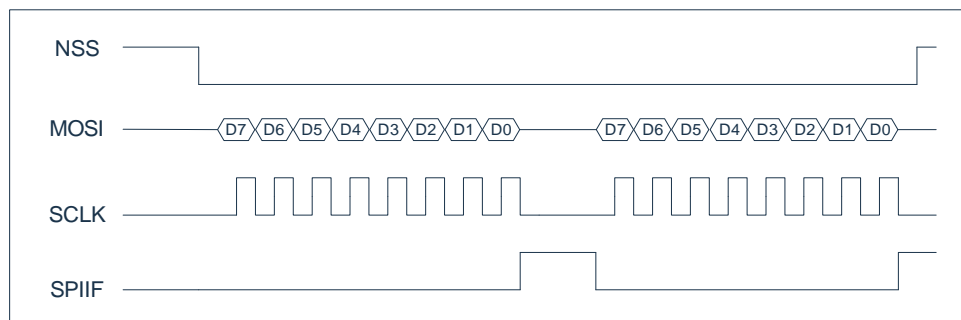 NSS
MOSI D7 D6 D5 D4 D3 D2 D1 D0 D7 D6 D5 D4 D3 D2 D1 D0
SCLK
SPIIF